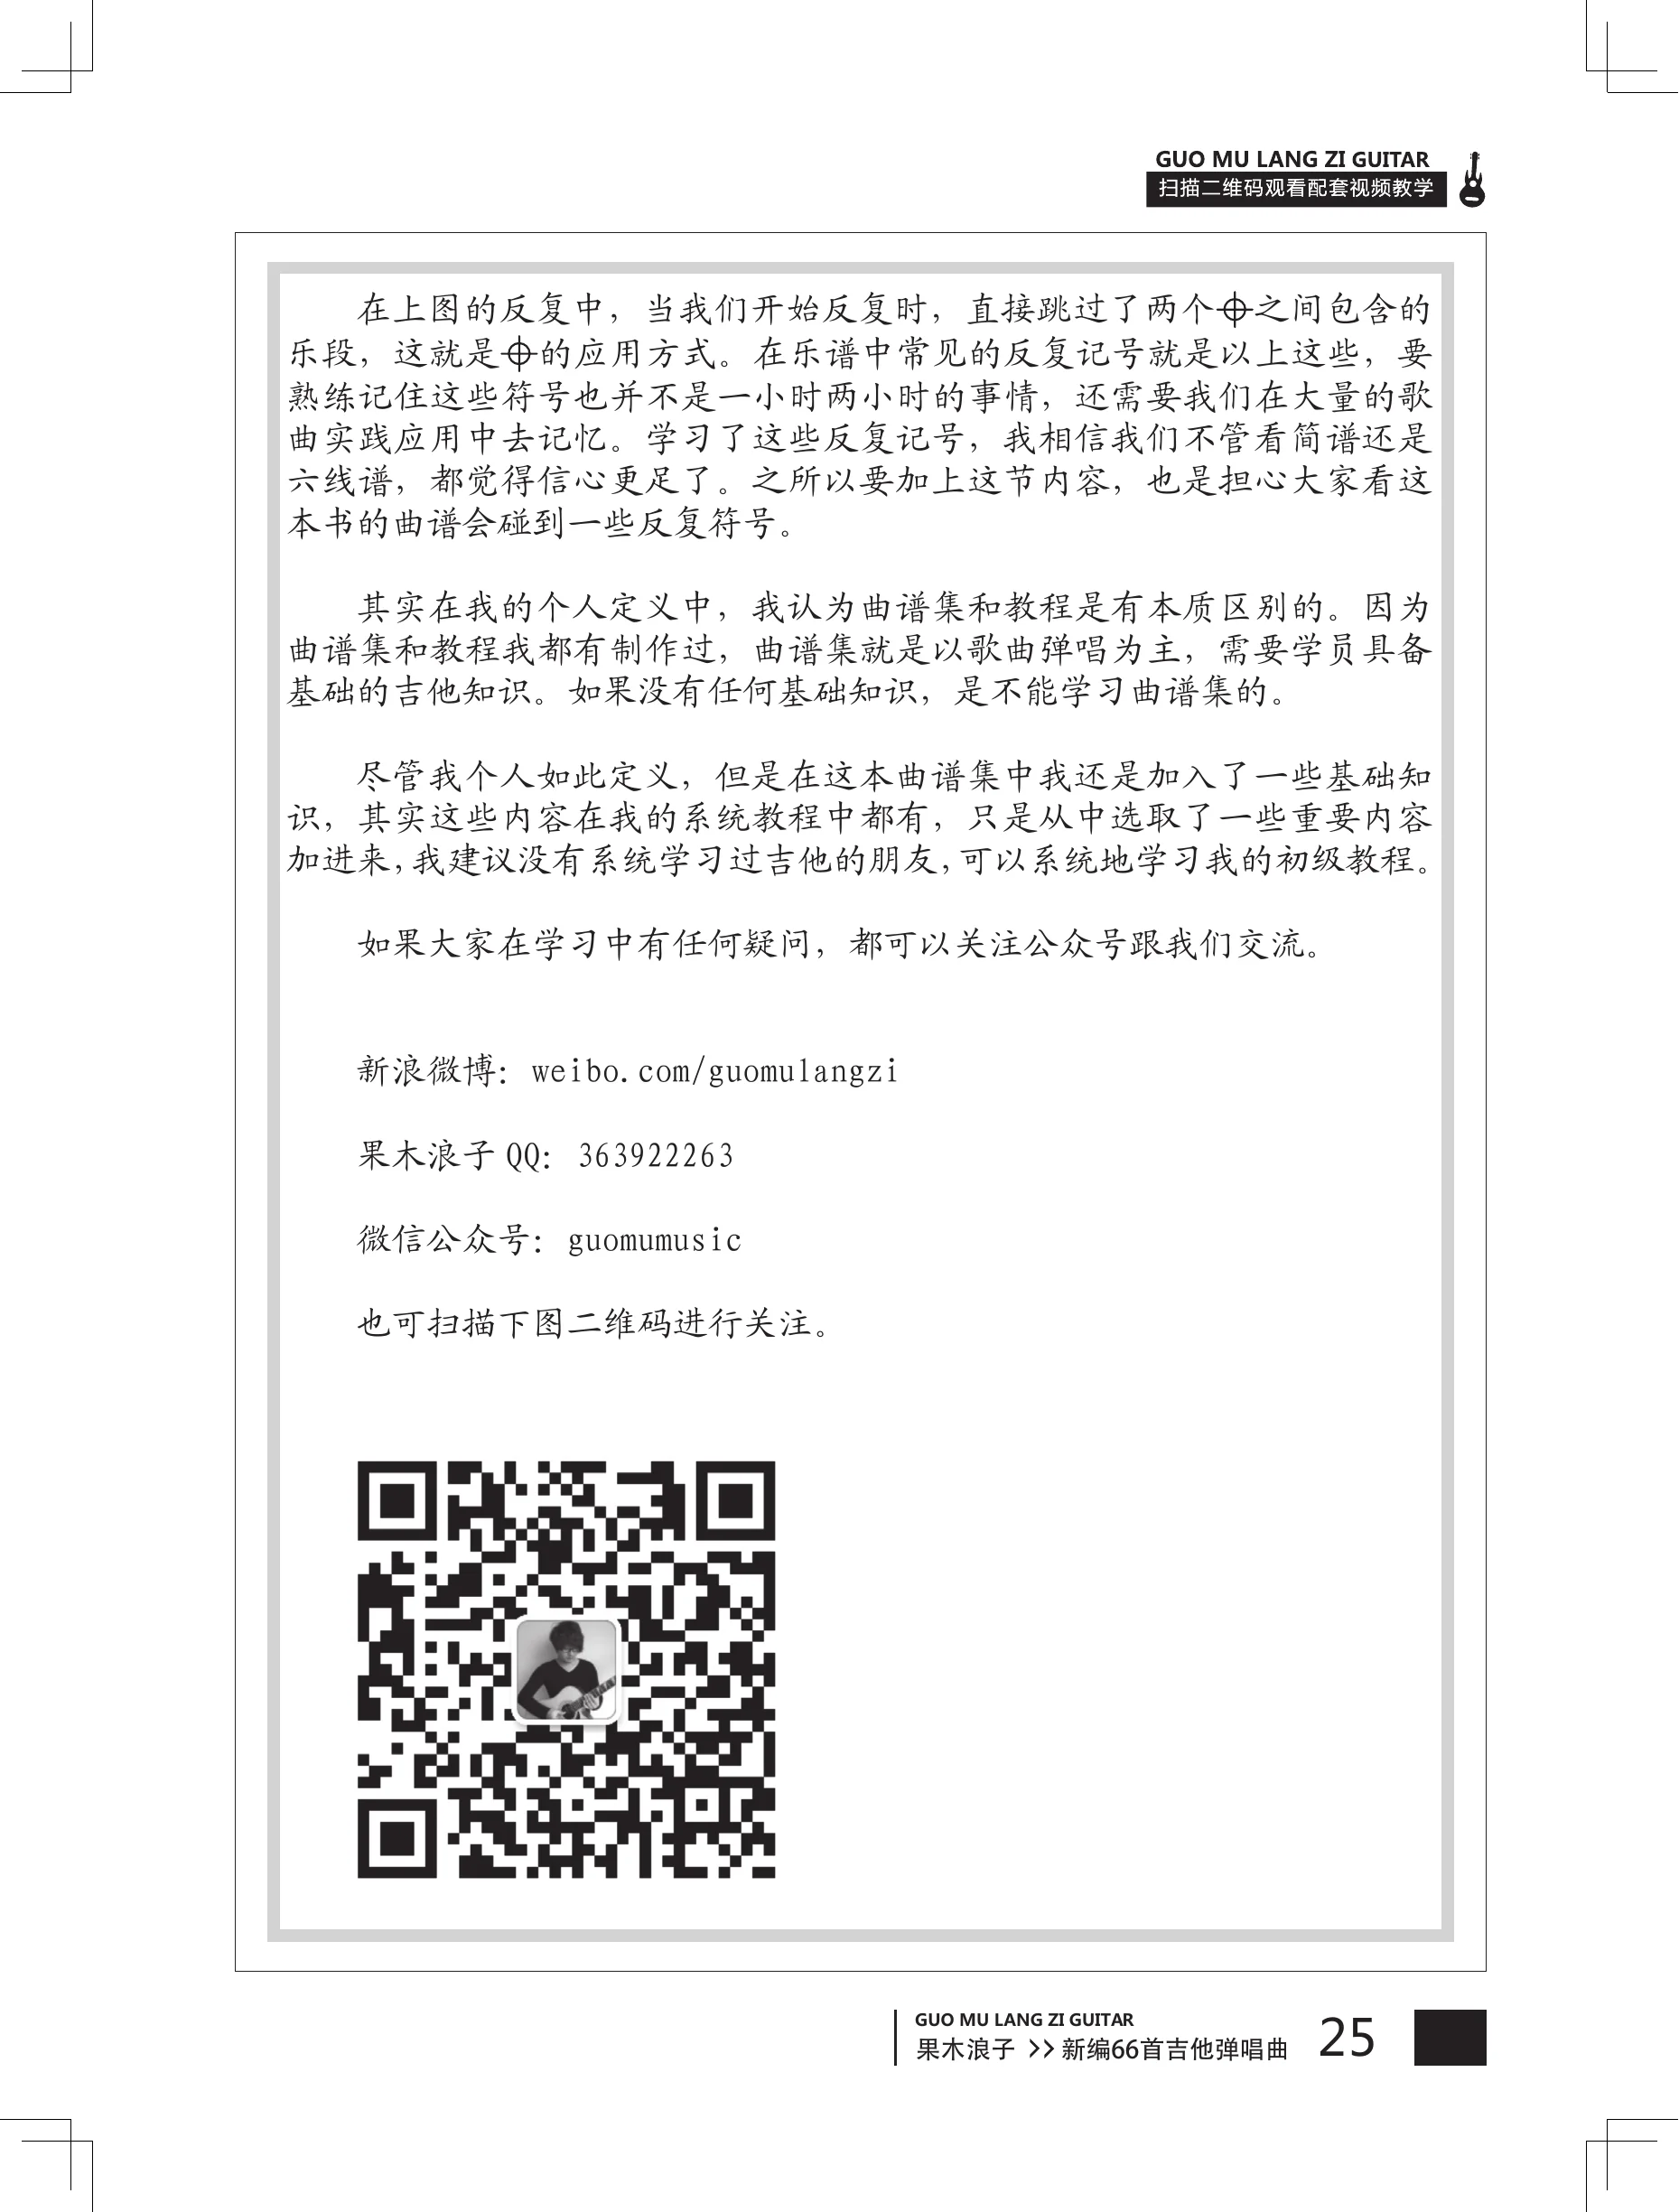 GUO MU LANG ZI GUITAR
扫描二维码观看配套视频教学
在上图的反复中，当我们开始反复时，直接跳过了两个𝄌之间包含的
乐段，这就是𝄌的应用方式。在乐谱中常见的反复记号就是以上这些，要
熟练记住这些符号也并不是一小时两小时的事情，还需要我们在大量的歌
曲实践应用中去记忆。学习了这些反复记号，我相信我们不管看简谱还是
六线谱，都觉得信心更足了。之所以要加上这节内容，也是担心大家看这
本书的曲谱会碰到一些反复符号。
其实在我的个人定义中，我认为曲谱集和教程是有本质区别的。因为
曲谱集和教程我都有制作过，曲谱集就是以歌曲弹唱为主，需要学员具备
基础的吉他知识。如果没有任何基础知识，是不能学习曲谱集的。
尽管我个人如此定义，但是在这本曲谱集中我还是加入了一些基础知
识，其实这些内容在我的系统教程中都有，只是从中选取了一些重要内容
加进来，我建议没有系统学习过吉他的朋友，可以系统地学习我的初级教程。
如果大家在学习中有任何疑问，都可以关注公众号跟我们交流。
新浪微博：weibo.com/guomulangzi
果木浪子 QQ：363922263
微信公众号：guomumusic
也可扫描下图二维码进行关注。
GUO MU LANG ZI GUITAR
果木浪子 >> 新编66首吉他弹唱曲 25